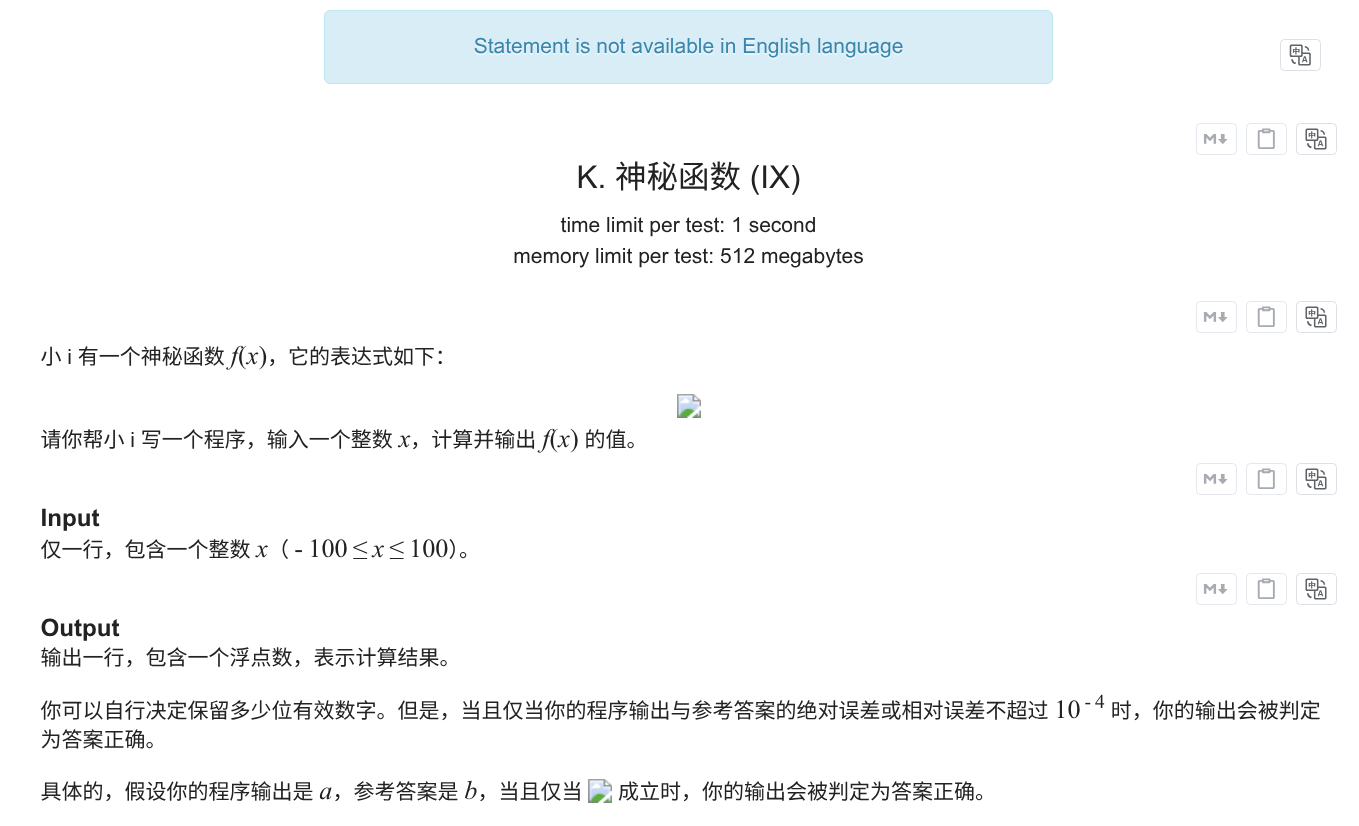 Statement is not available in English language
K. 神秘函数 (IX)
time limit per test: 1 second
memory limit per test: 512 megabytes
小 i 有一个神秘函数 f(x)，它的表达式如下：
请你帮小 i 写一个程序，输入一个整数 x，计算并输出 f(x) 的值。
Input
仅一行，包含一个整数 x（ - 100 ≤ x ≤ 100）。
Output
输出一行，包含一个浮点数，表示计算结果。
你可以自行决定保留多少位有效数字。但是，当且仅当你的程序输出与参考答案的绝对误差或相对误差不超过 10⁻⁴ 时，你的输出会被判定
为答案正确。
具体的，假设你的程序输出是 a，参考答案是 b，当且仅当 成立时，你的输出会被判定为答案正确。